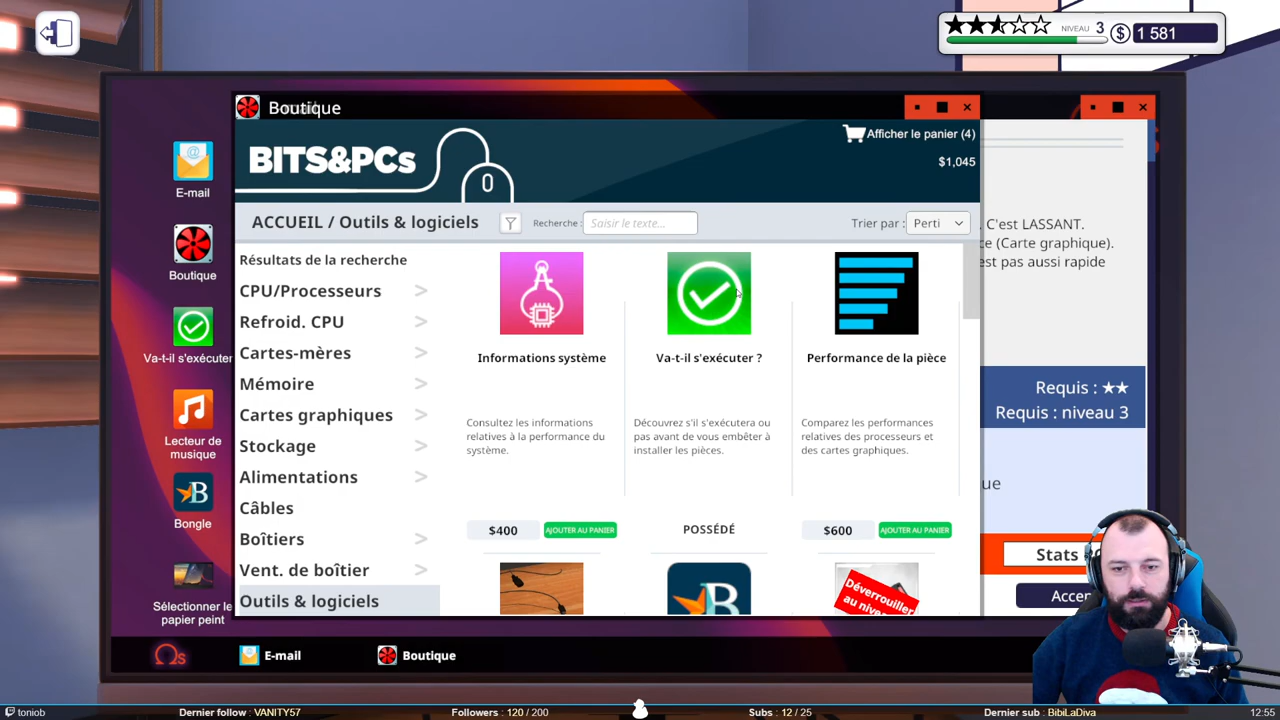 NIVEAU 3
$ 1 581
Boutique
Afficher le panier (4)
BITS&PCs
$1,045
ACCUEIL / Outils & logiciels
Recherche :
Saisir le texte...
Trier par :
Perti
Résultats de la recherche
CPU/Processeurs >
Refroid. CPU >
Cartes-mères >
Mémoire >
Cartes graphiques >
Stockage >
Alimentations >
Câbles
Boîtiers >
Vent. de boîtier >
Outils & logiciels
Informations système
Consultez les informations
relatives à la performance du
système.
$400
AJOUTER AU PANIER
Va-t-il s'exécuter ?
Découvrez s'il s'exécutera ou
pas avant de vous embêter à
installer les pièces.
POSSÉDÉ
Performance de la pièce
Comparez les performances
relatives des processeurs et
des cartes graphiques.
$600
AJOUTER AU PANIER
B
Déverrouiller
au niveau
E-mail
Boutique
Va-t-il s'exécuter
Lecteur de
musique
B
Bongle
Sélectionner le
papier peint
. C'est LASSANT.
ce (Carte graphique).
est pas aussi rapide
Requis : ★★
Requis : niveau 3
ue
Stats
Accep
Ωs
E-mail
Boutique
toniob
Dernier follow : VANITY57
Followers : 120 / 200
Subs : 12 / 25
Dernier sub : BibiLaDiva
12:55